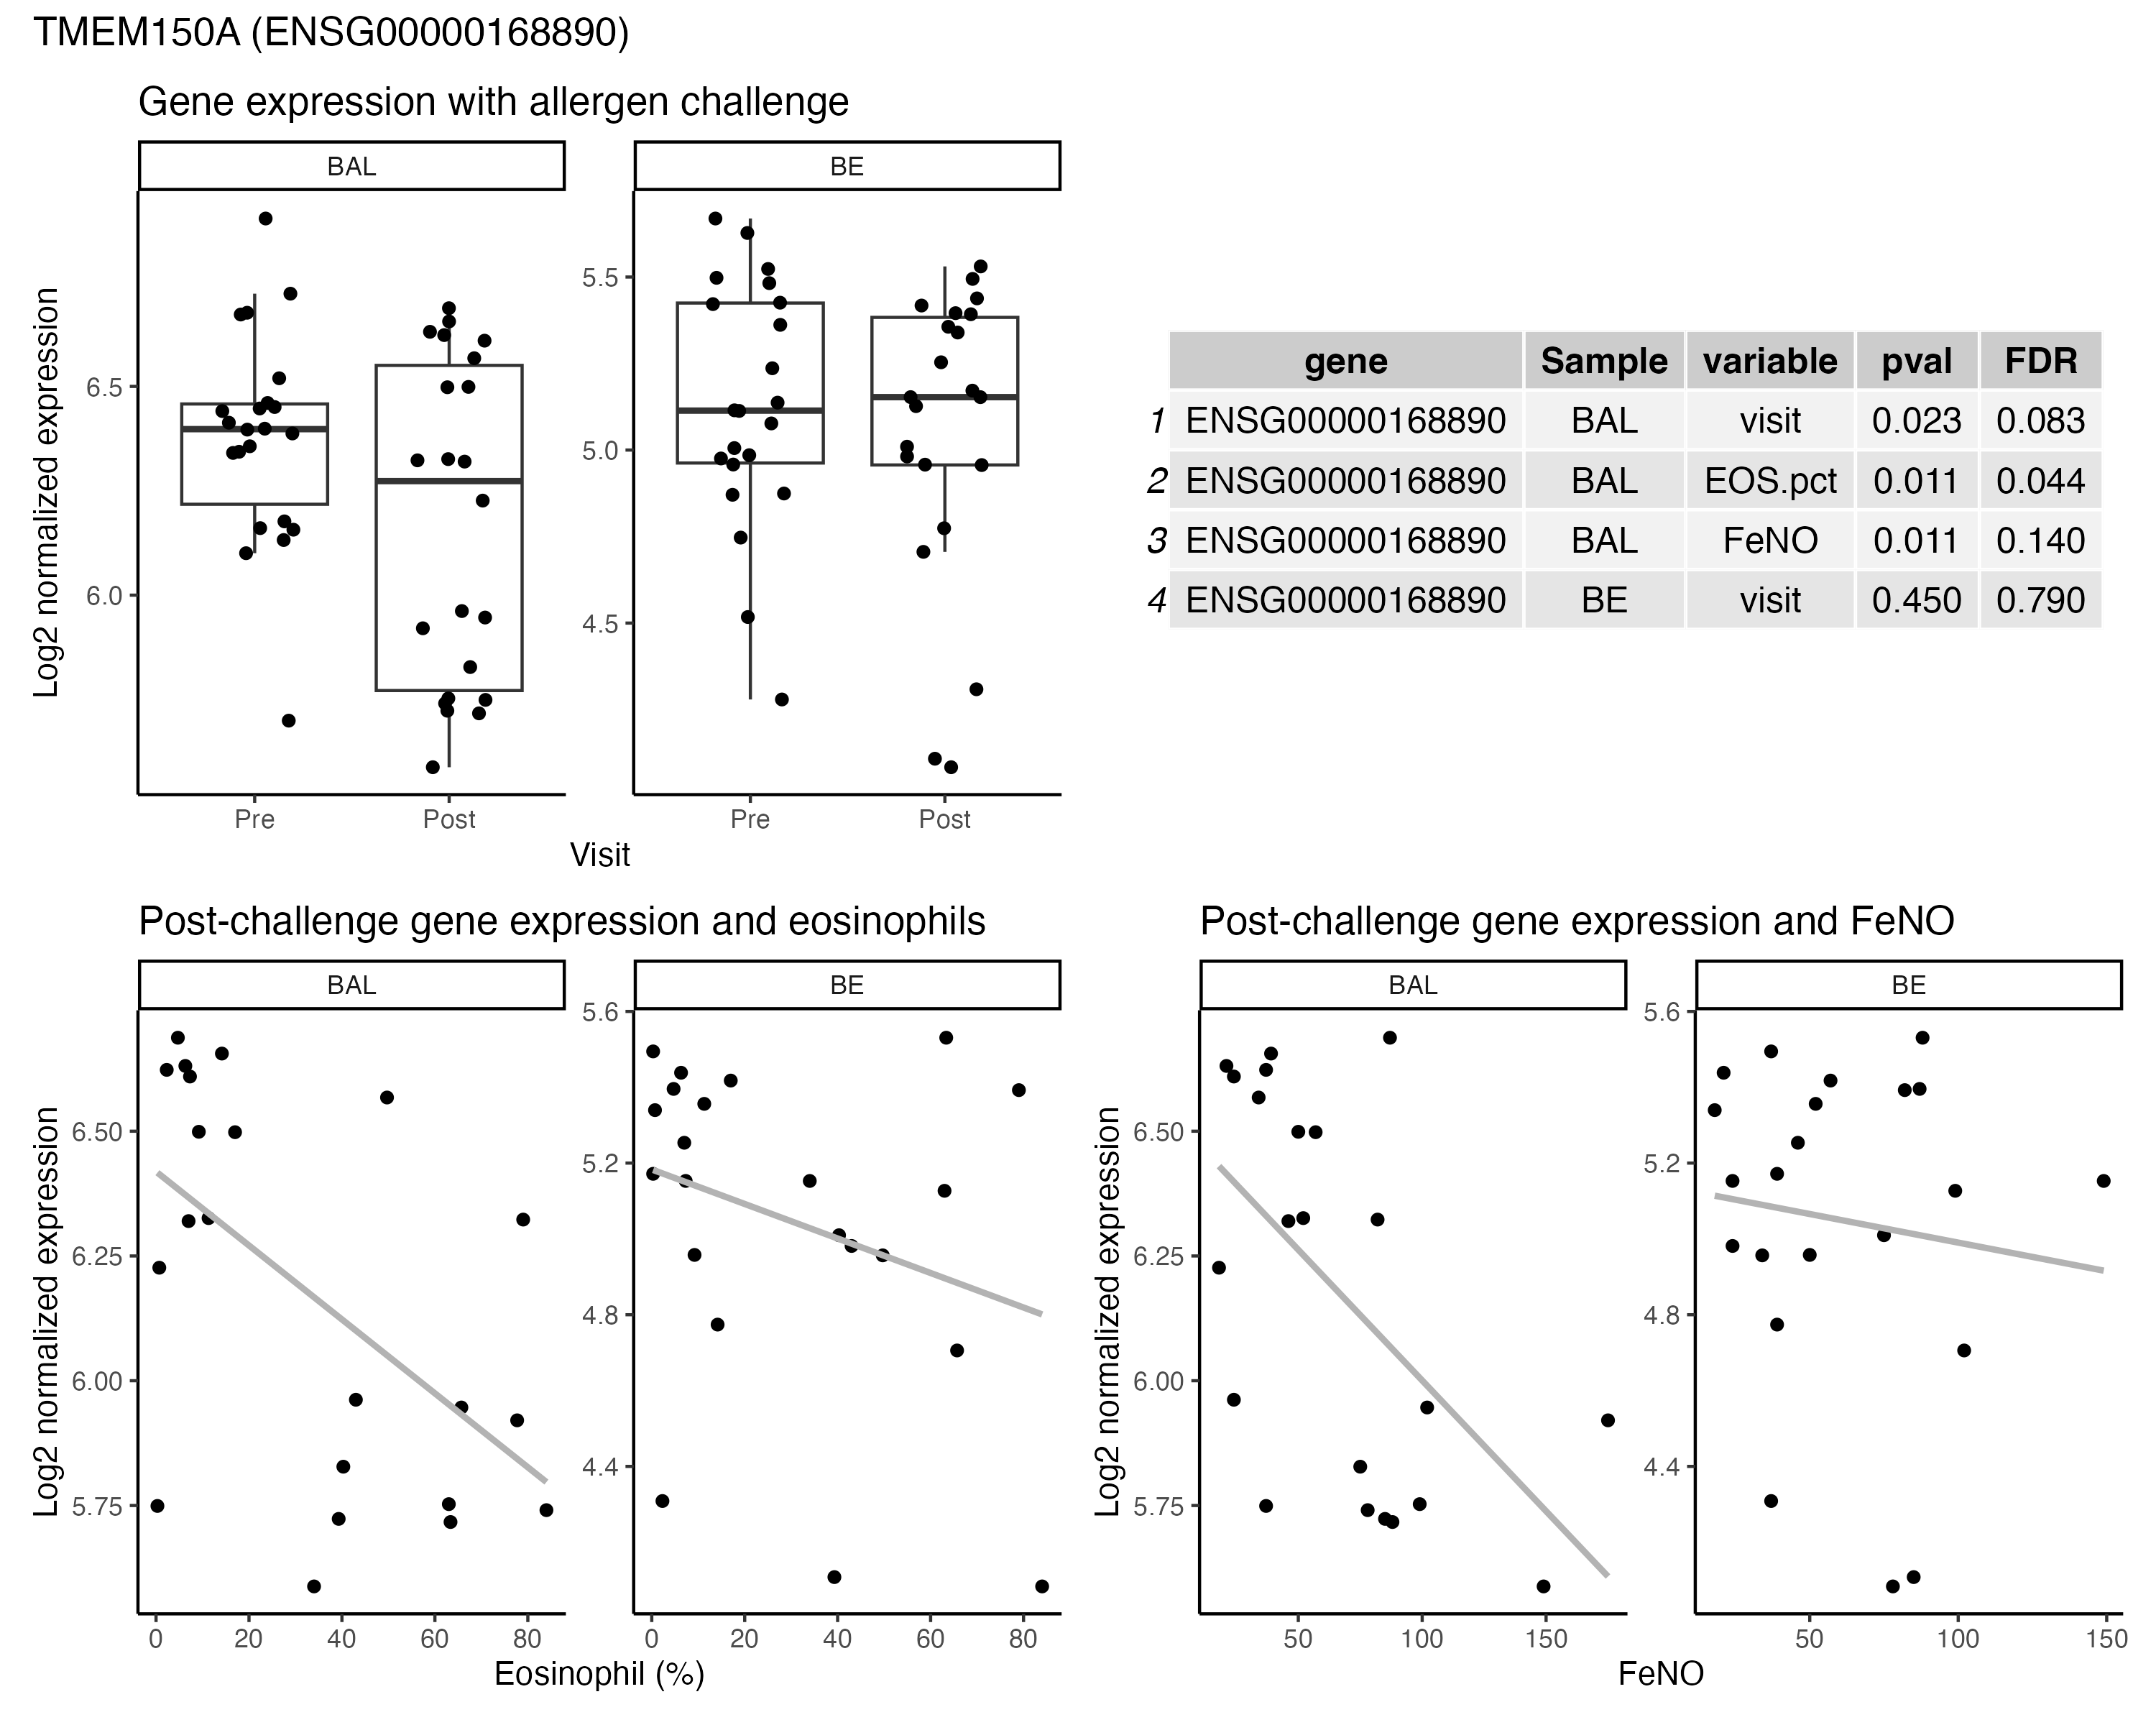 TMEM150A (ENSG00000168890)
Gene expression with allergen challenge
BAL
BE
Log2 normalized expression
6.5
6.0
5.5
5.0
4.5
Pre
Post
Pre
Post
Visit
gene Sample variable pval FDR
1 ENSG00000168890 BAL visit 0.023 0.083
2 ENSG00000168890 BAL EOS.pct 0.011 0.044
3 ENSG00000168890 BAL FeNO 0.011 0.140
4 ENSG00000168890 BE visit 0.450 0.790
Post-challenge gene expression and eosinophils
BAL
BE
Log2 normalized expression
6.50
6.25
6.00
5.75
5.6
5.2
4.8
4.4
0 20 40 60 80
0 20 40 60 80
Eosinophil (%)
Post-challenge gene expression and FeNO
BAL
BE
Log2 normalized expression
6.50
6.25
6.00
5.75
5.6
5.2
4.8
4.4
50 100 150
50 100 150
FeNO